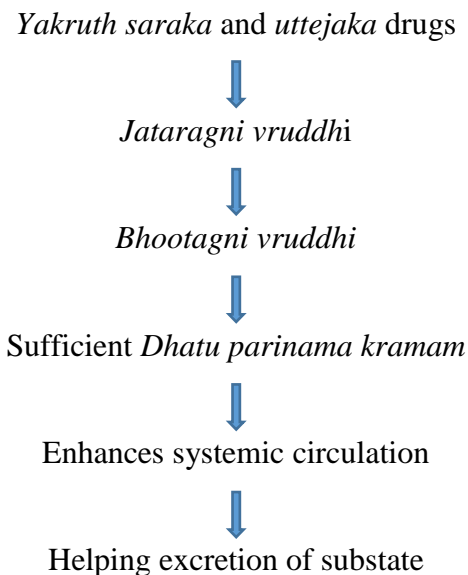 Yakruth saraka and uttejaka drugs
Jataragni vruddhi
Bhootagni vruddhi
Sufficient Dhatu parinama kramam
Enhances systemic circulation
Helping excretion of substate